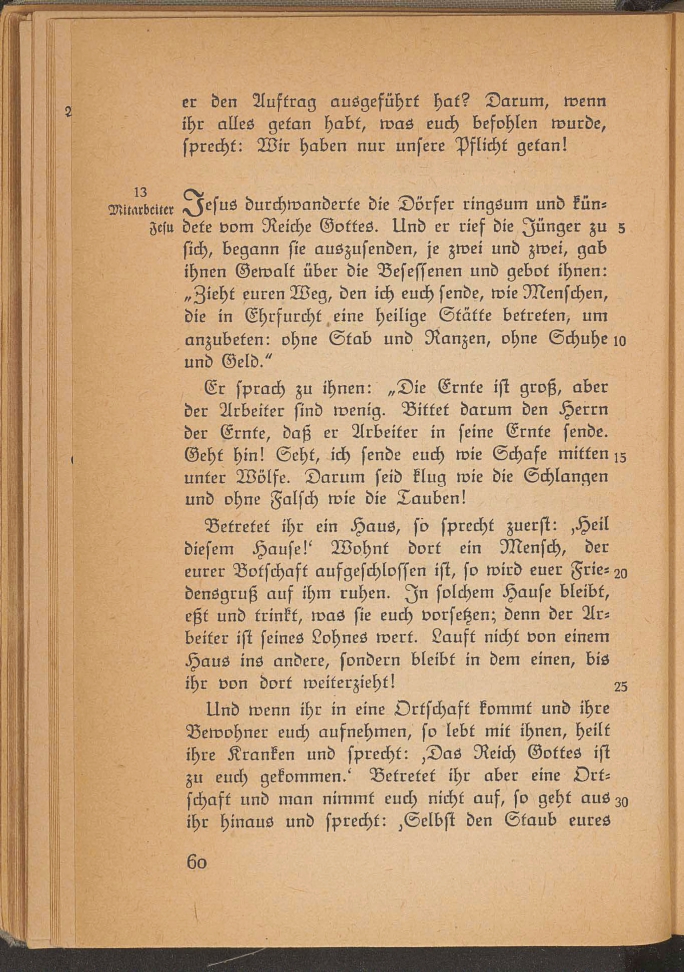 er den Auftrag ausgeführt hat? Darum, wenn
ihr alles getan habt, was euch befohlen wurde,
sprecht: Wir haben nur unsere Pflicht getan!
13
Mitarbeiter
Jesu
Jesus durchwanderte die Dörfer ringsum und kün-
dete vom Reiche Gottes. Und er rief die Jünger zu 5
sich, begann sie auszusenden, je zwei und zwei, gab
ihnen Gewalt über die Besessenen und gebot ihnen:
„Zieht euren Weg, den ich euch sende, wie Menschen,
die in Ehrfurcht eine heilige Stätte betreten, um
anzubeten: ohne Stab und Ranzen, ohne Schuhe 10
und Geld.“
Er sprach zu ihnen: „Die Ernte ist groß, aber
der Arbeiter sind wenig. Bittet darum den Herrn
der Ernte, daß er Arbeiter in seine Ernte sende.
Geht hin! Seht, ich sende euch wie Schafe mitten 15
unter Wölfe. Darum seid klug wie die Schlangen
und ohne Falsch wie die Tauben!
Betretet ihr ein Haus, so sprecht zuerst: ‚Heil
diesem Hause!‘ Wohnt dort ein Mensch, der
eurer Botschaft aufgeschlossen ist, so wird euer Frie- 20
densgruß auf ihm ruhen. In solchem Hause bleibt,
eßt und trinkt, was sie euch vorsetzen; denn der Ar-
beiter ist seines Lohnes wert. Lauft nicht von einem
Haus ins andere, sondern bleibt in dem einen, bis
ihr von dort weiterzieht! 25
Und wenn ihr in eine Ortschaft kommt und ihre
Bewohner euch aufnehmen, so lebt mit ihnen, heilt
ihre Kranken und sprecht: ‚Das Reich Gottes ist
zu euch gekommen.‘ Betretet ihr aber eine Ort-
schaft und man nimmt euch nicht auf, so geht aus 30
ihr hinaus und sprecht: ‚Selbst den Staub eures
60
2